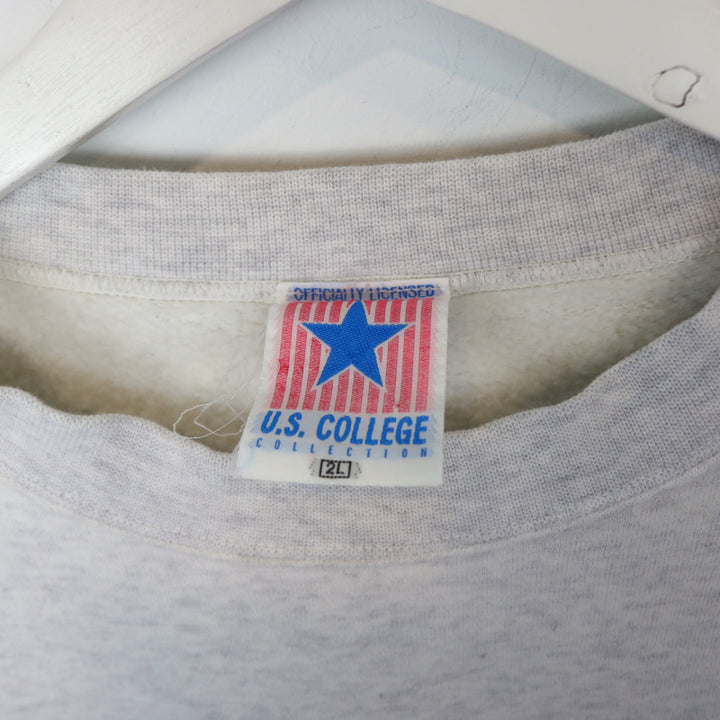 OFFICIALLY LICENSED
U.S. COLLEGE
COLLECTION
2L